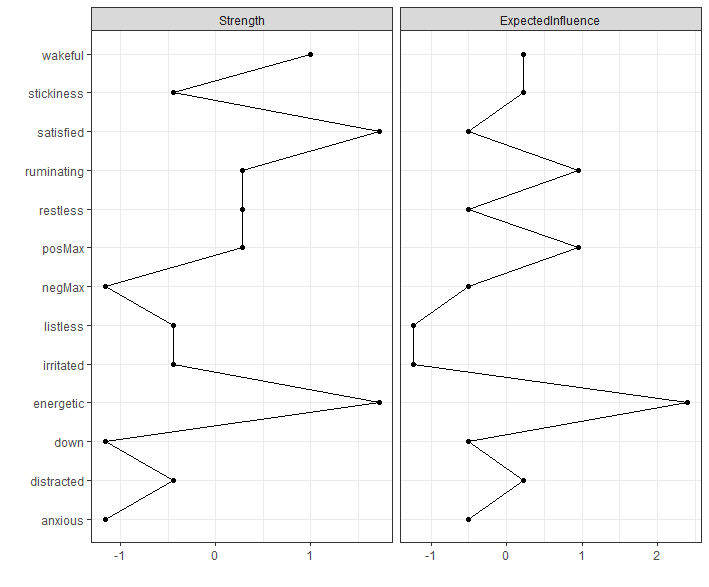 Strength ExpectedInfluence
wakeful
stickiness
satisfied
ruminating
restless
posMax
negMax
listless
irritated
energetic
down
distracted
anxious
-1 0 1 -1 0 1 2